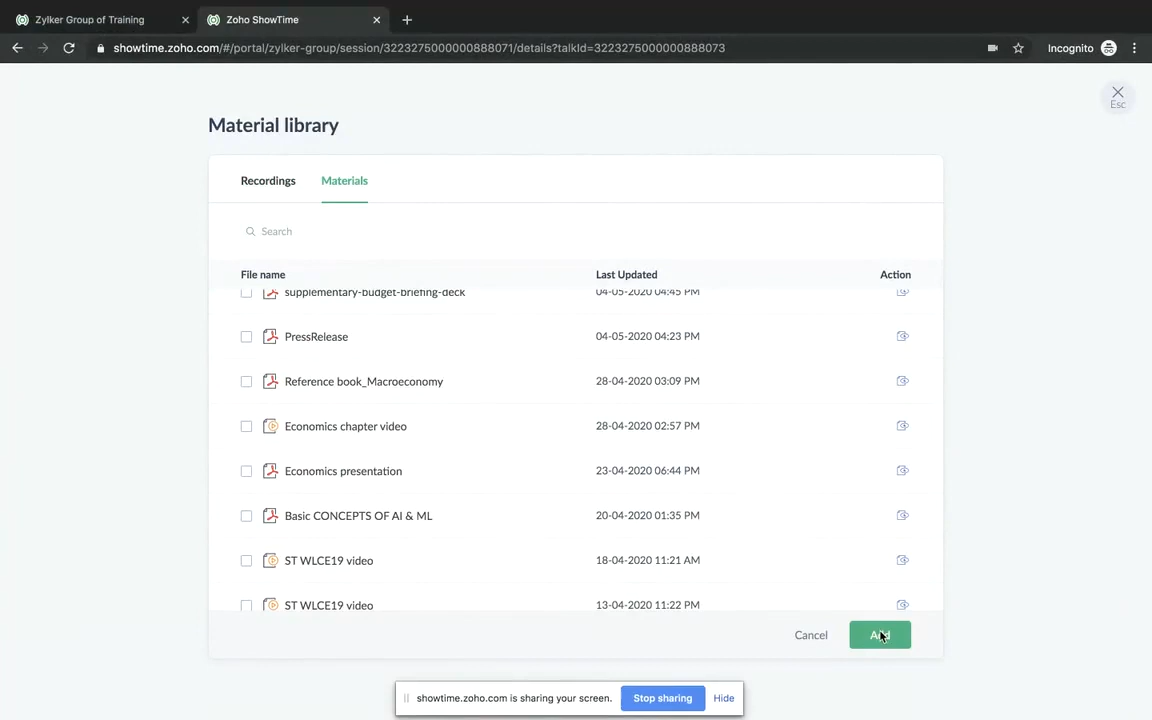 Zylker Group of Training
Zoho ShowTime
showtime.zoho.com/#/portal/zylker-group/session/3223275000000888071/details?talkId=3223275000000888073
Incognito
Esc
Material library
Recordings Materials
Search
File name Last Updated Action
supplementary-budget-briefing-deck 04-05-2020 04:45 PM
PressRelease 04-05-2020 04:23 PM
Reference book_Macroeconomy 28-04-2020 03:09 PM
Economics chapter video 28-04-2020 02:57 PM
Economics presentation 23-04-2020 06:44 PM
Basic CONCEPTS OF AI & ML 20-04-2020 01:35 PM
ST WLCE19 video 18-04-2020 11:21 AM
ST WLCE19 video 13-04-2020 11:22 PM
Cancel Add
showtime.zoho.com is sharing your screen. Stop sharing Hide